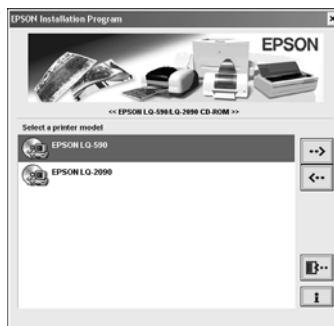 EPSON Installation Program
EPSON
<< EPSON LQ-590/LQ-2090 CD-ROM >>
Select a printer model
EPSON LQ-590
EPSON LQ-2090